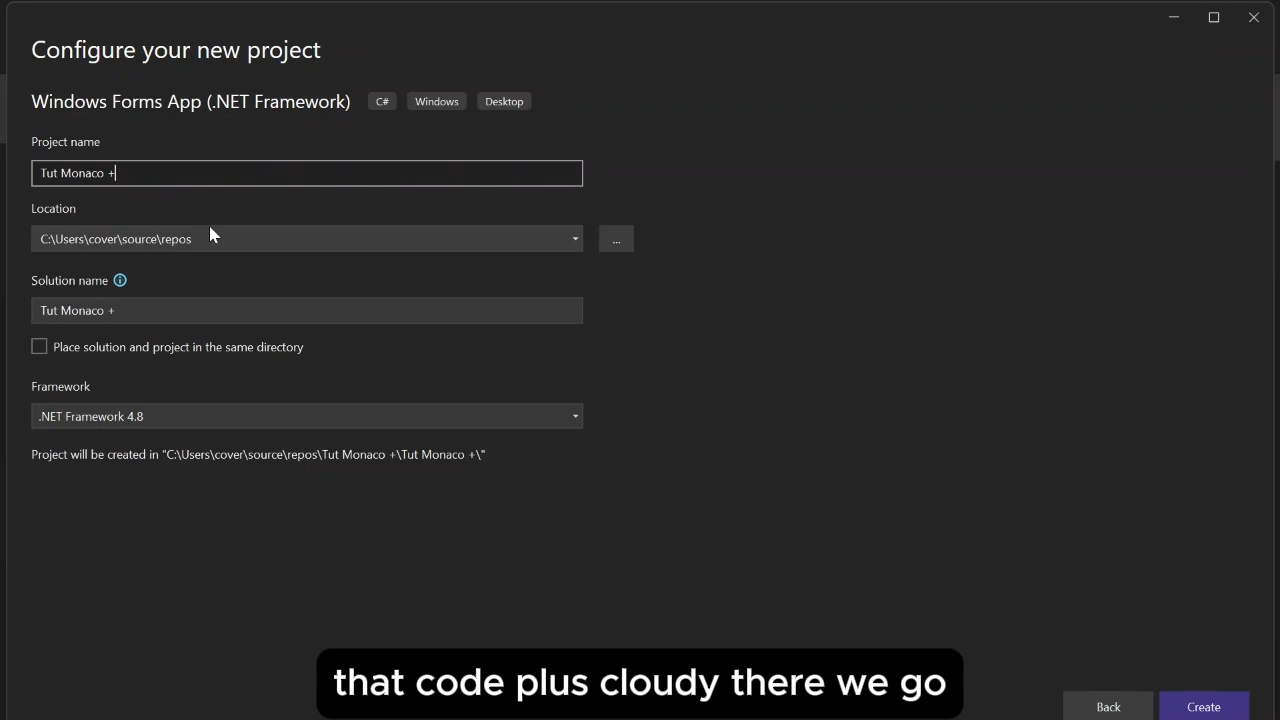 Configure your new project
Windows Forms App (.NET Framework) C# Windows Desktop
Project name
Tut Monaco +
Location
C:\Users\cover\source\repos
...
Solution name
Tut Monaco +
Place solution and project in the same directory
Framework
.NET Framework 4.8
Project will be created in "C:\Users\cover\source\repos\Tut Monaco +\Tut Monaco +\"
that code plus cloudy there we go
Back Create